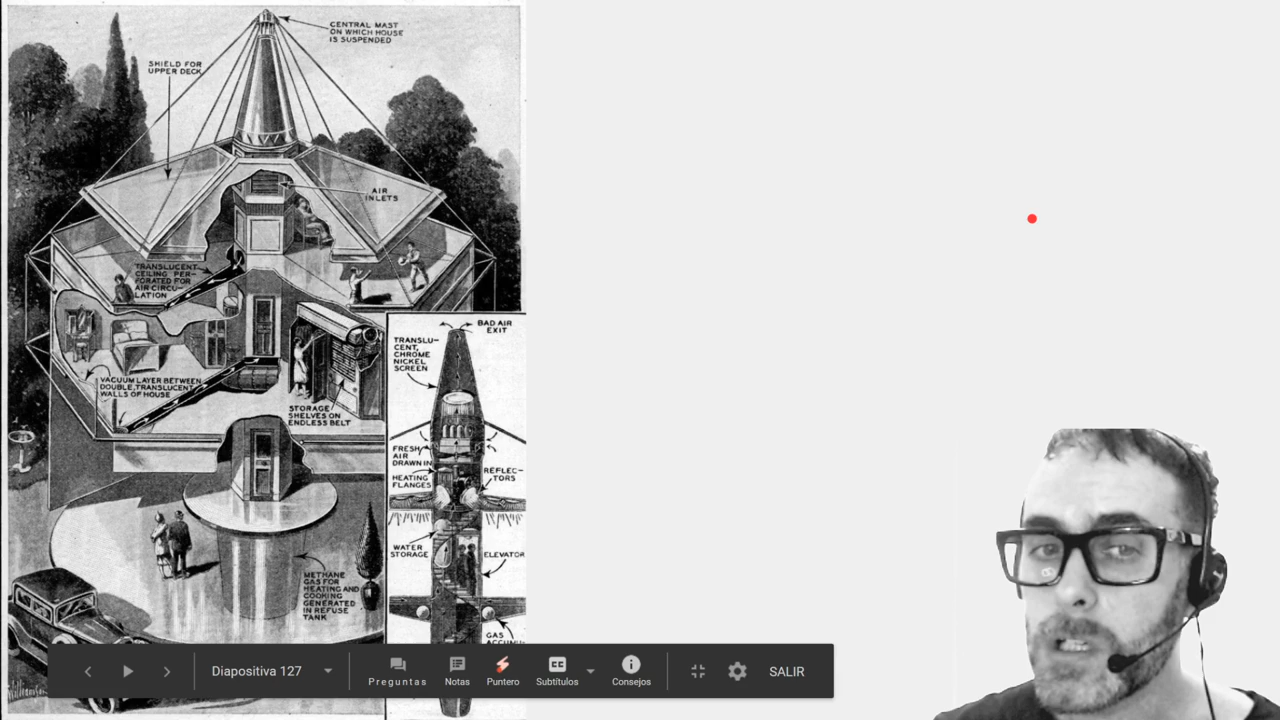 CENTRAL MAST
ON WHICH HOUSE
IS SUSPENDED
SHIELD FOR
UPPER DECK
AIR
INLETS
TRANSLUCENT
CEILING PER-
FORATED FOR
AIR CIRCU-
LATION
VACUUM LAYER BETWEEN
DOUBLE, TRANSLUCENT
WALLS OF HOUSE
STORAGE
SHELVES ON
ENDLESS BELT
METHANE
GAS FOR
HEATING AND
COOKING
GENERATED
IN REFUSE
TANK
BAD AIR
EXIT
TRANSLU-
CENT,
CHROME
NICKEL
SCREEN
FRESH
AIR
DRAWN IN
HEATING
FLANGES
REFLEC-
TORS
WATER
STORAGE
ELEVATOR
GAS
Diapositiva 127
Preguntas
Notas
Puntero
CC
Subtítulos
Consejos
SALIR